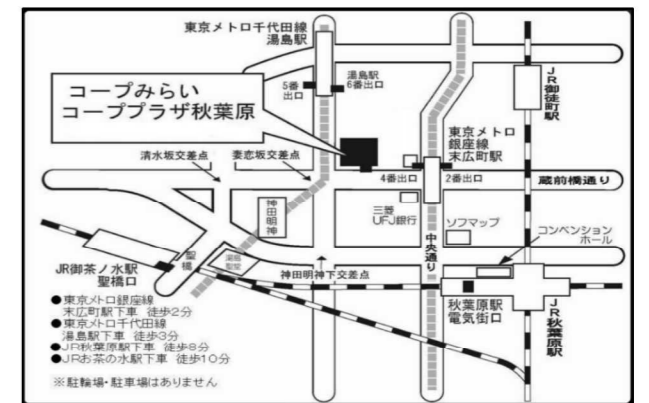 東京メトロ千代田線
湯島駅
コープみらい
コーププラザ秋葉原
5番
出口
湯島駅
6番出口
JR御徒町駅
東京メトロ
銀座線
末広町駅
清水坂交差点
妻恋坂交差点
4番出口
2番出口
蔵前橋通り
神田明神
三菱
UFJ銀行
中央通り
ソフマップ
コンベンション
ホール
聖橋
湯島聖堂
JR御茶ノ水駅
聖橋口
神田明神下交差点
秋葉原駅
電気街口
JR秋葉原駅
●東京メトロ銀座線
末広町駅下車 徒歩2分
●東京メトロ千代田線
湯島駅下車 徒歩3分
●JR秋葉原駅下車 徒歩8分
●JRお茶の水駅下車 徒歩10分
※駐輪場・駐車場はありません